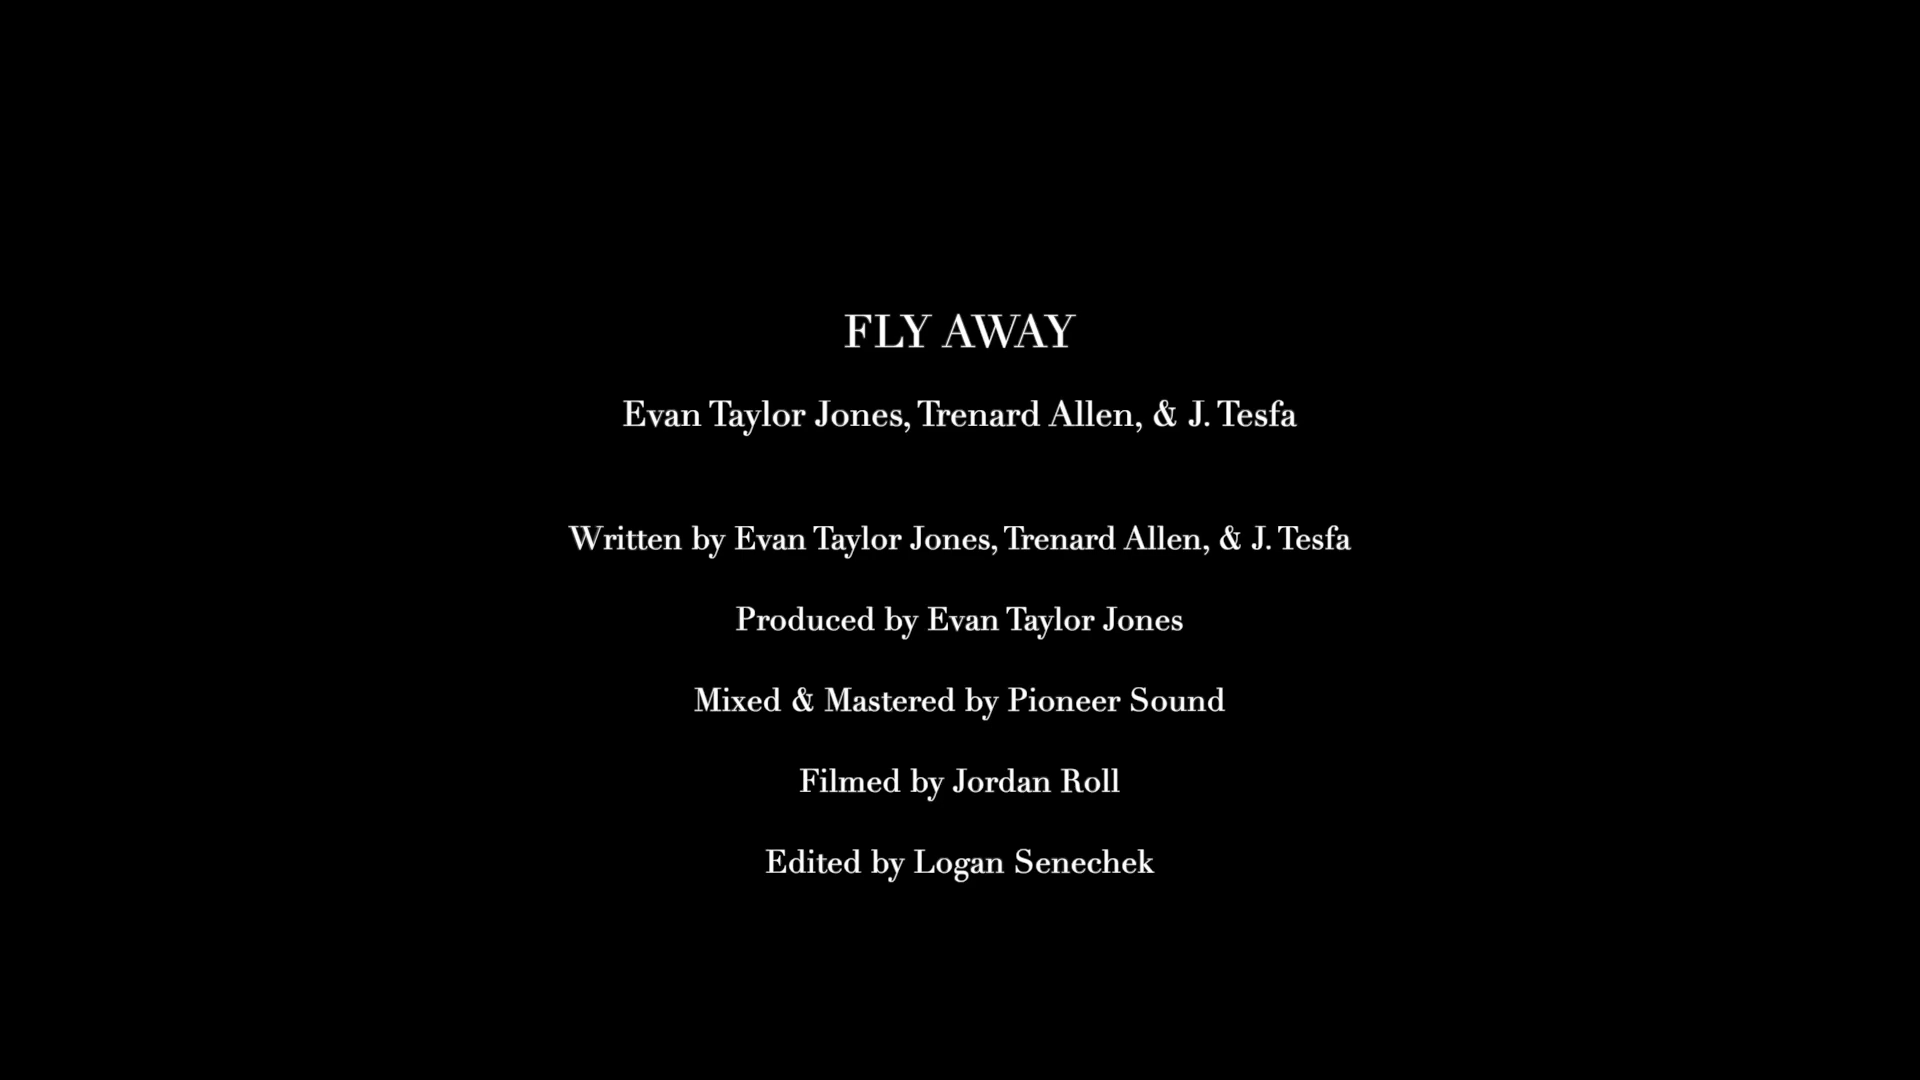 FLY AWAY
Evan Taylor Jones, Trenard Allen, & J. Tesfa
Written by Evan Taylor Jones, Trenard Allen, & J. Tesfa
Produced by Evan Taylor Jones
Mixed & Mastered by Pioneer Sound
Filmed by Jordan Roll
Edited by Logan Senechek